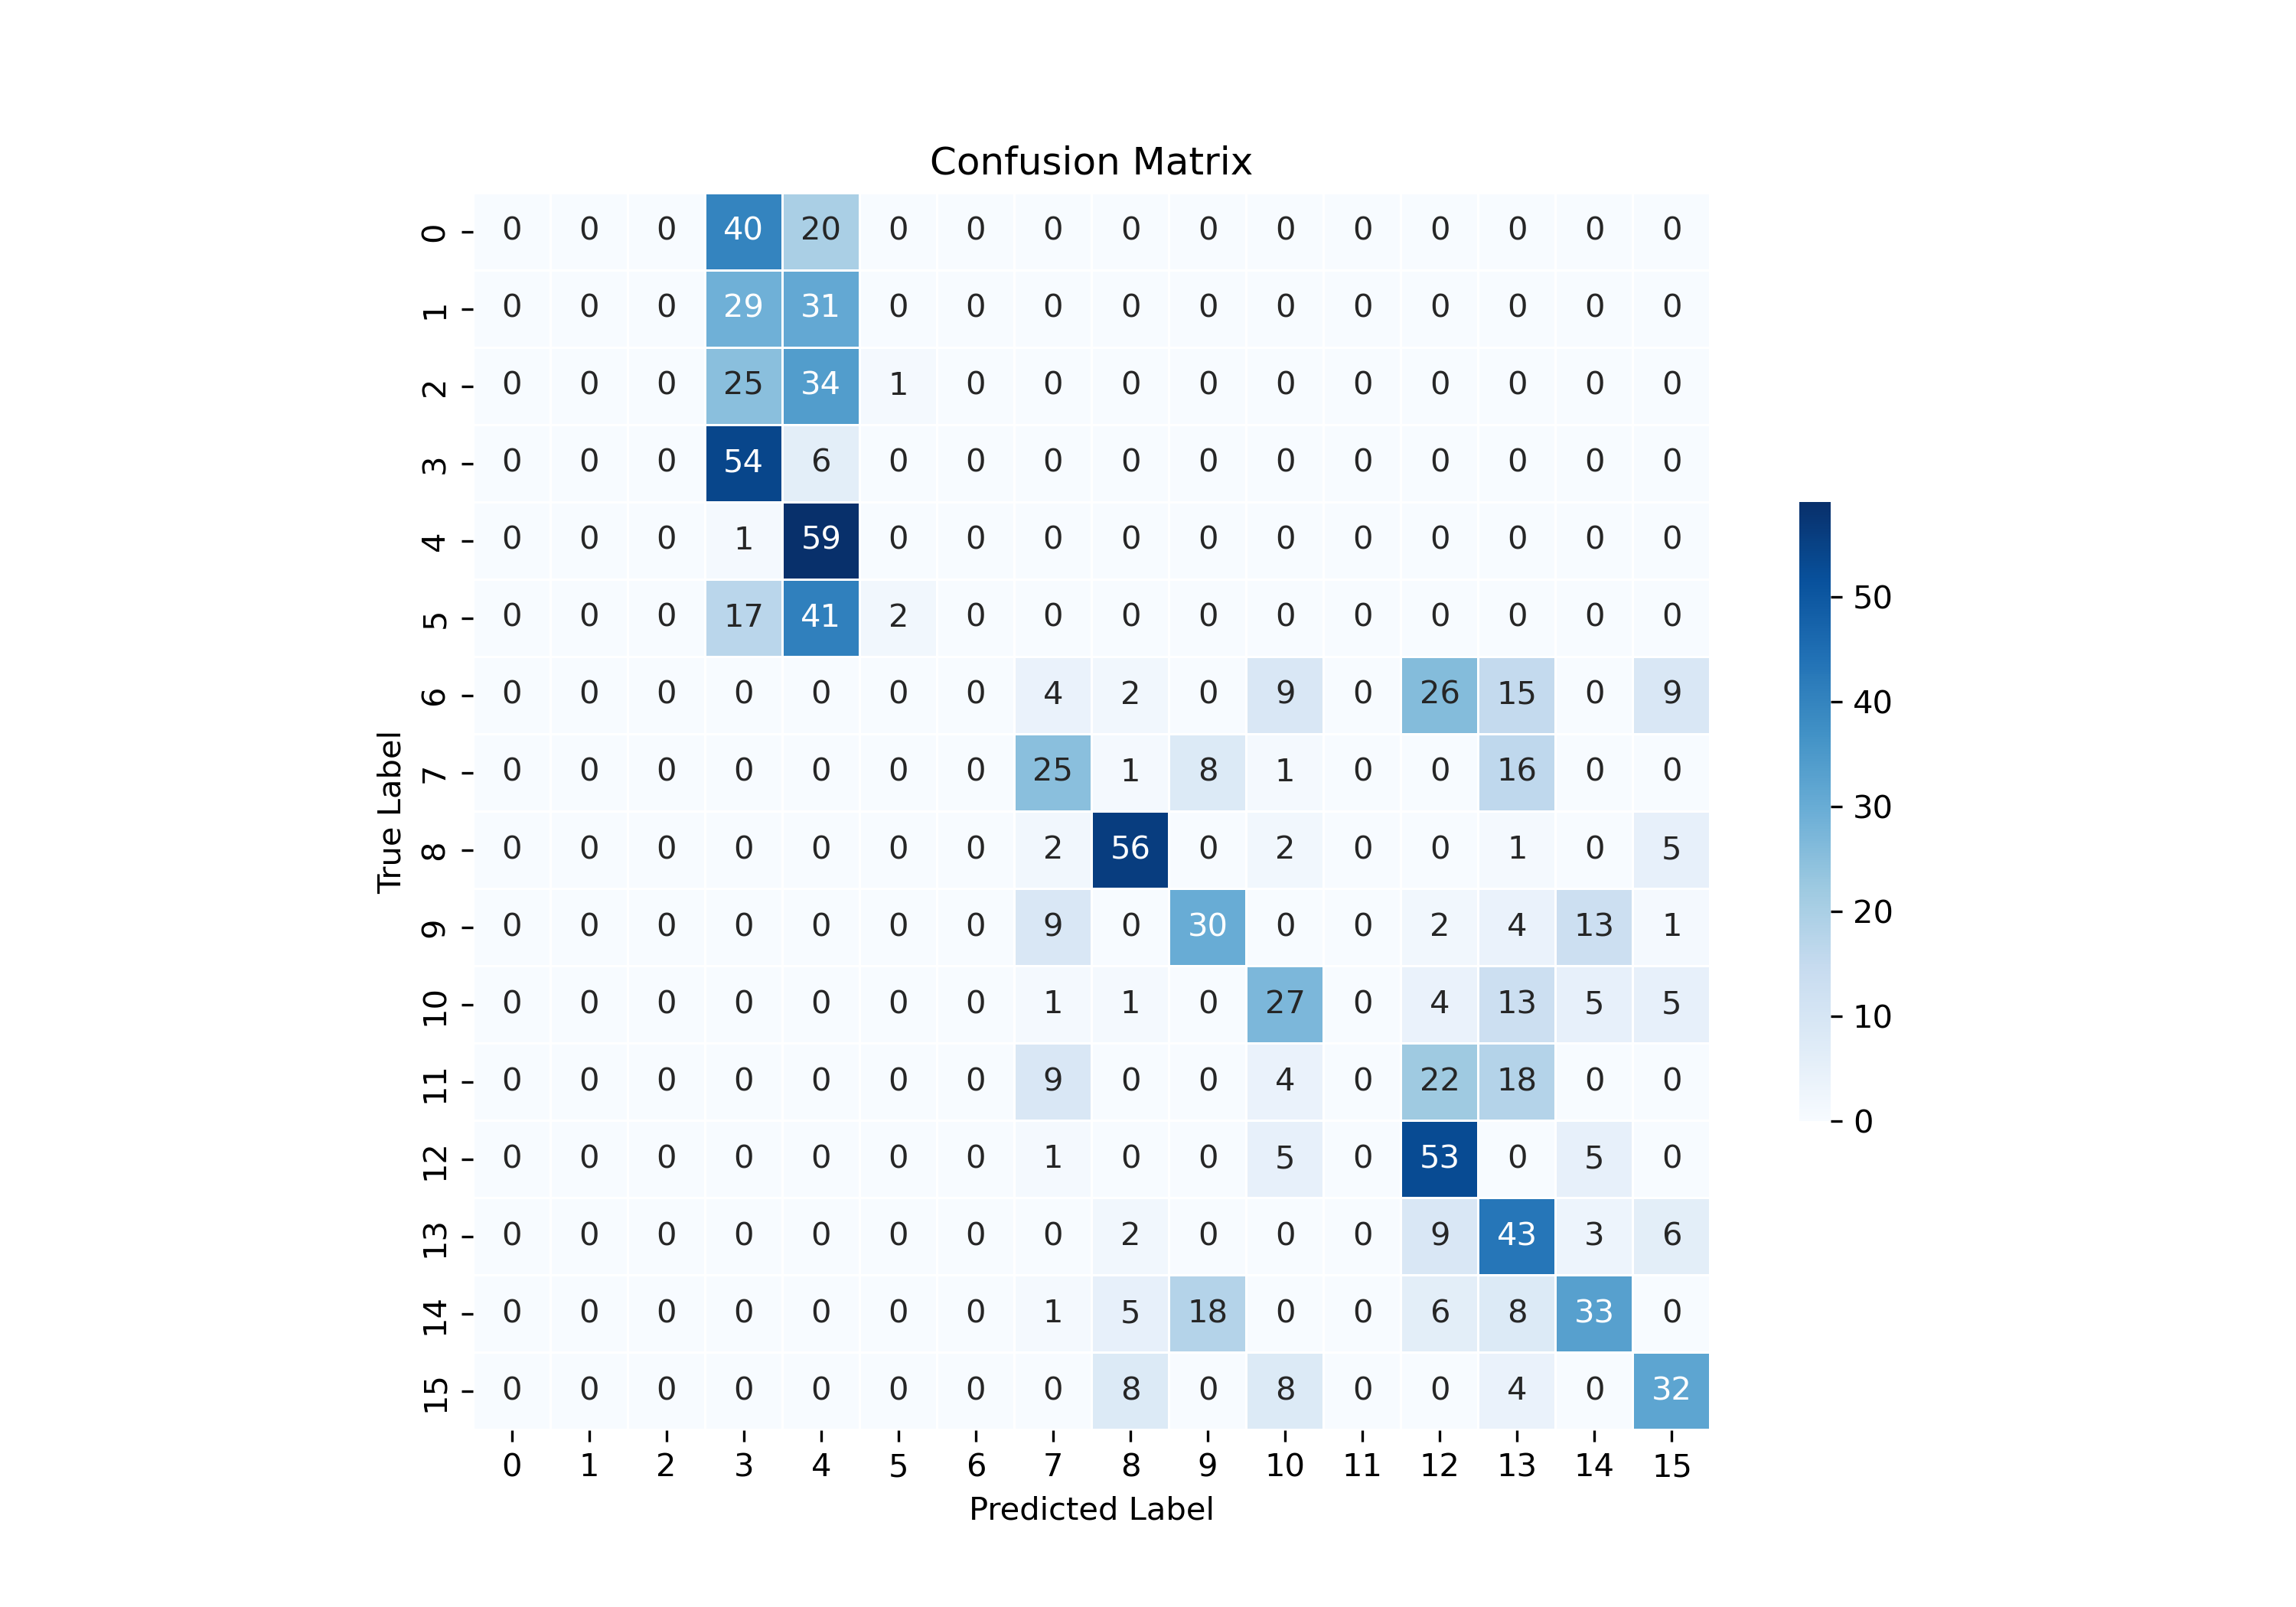 Confusion Matrix
0 0 0 0 40 20 0 0 0 0 0 0 0 0 0 0 0
1 0 0 0 29 31 0 0 0 0 0 0 0 0 0 0 0
2 0 0 0 25 34 1 0 0 0 0 0 0 0 0 0 0
3 0 0 0 54 6 0 0 0 0 0 0 0 0 0 0 0
4 0 0 0 1 59 0 0 0 0 0 0 0 0 0 0 0
5 0 0 0 17 41 2 0 0 0 0 0 0 0 0 0 0
6 0 0 0 0 0 0 0 4 2 0 9 0 26 15 0 9
7 0 0 0 0 0 0 0 25 1 8 1 0 0 16 0 0
8 0 0 0 0 0 0 0 2 56 0 2 0 0 1 0 5
9 0 0 0 0 0 0 0 9 0 30 0 0 2 4 13 1
10 0 0 0 0 0 0 0 1 1 0 27 0 4 13 5 5
11 0 0 0 0 0 0 0 9 0 0 4 0 22 18 0 0
12 0 0 0 0 0 0 0 1 0 0 5 0 53 0 5 0
13 0 0 0 0 0 0 0 0 2 0 0 0 9 43 3 6
14 0 0 0 0 0 0 0 1 5 18 0 0 6 8 33 0
15 0 0 0 0 0 0 0 0 8 0 8 0 0 4 0 32
0 1 2 3 4 5 6 7 8 9 10 11 12 13 14 15
Predicted Label
True Label
50
40
30
20
10
0